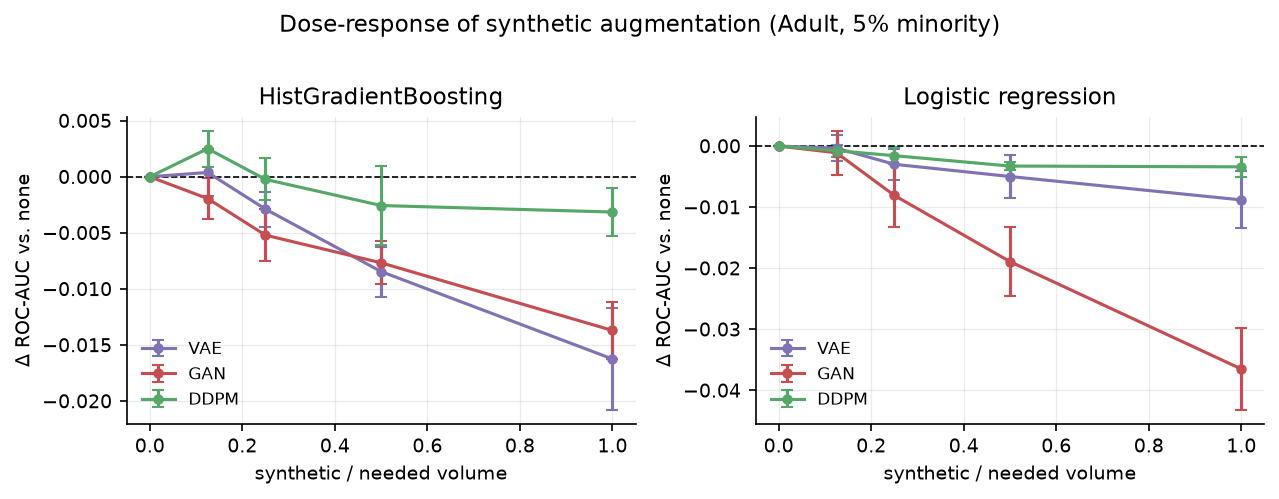 Dose-response of synthetic augmentation (Adult, 5% minority)
HistGradientBoosting
Δ ROC-AUC vs. none
0.005
0.000
−0.005
−0.010
−0.015
−0.020
VAE
GAN
DDPM
0.0 0.2 0.4 0.6 0.8 1.0
synthetic / needed volume
Logistic regression
Δ ROC-AUC vs. none
0.00
−0.01
−0.02
−0.03
−0.04
VAE
GAN
DDPM
0.0 0.2 0.4 0.6 0.8 1.0
synthetic / needed volume